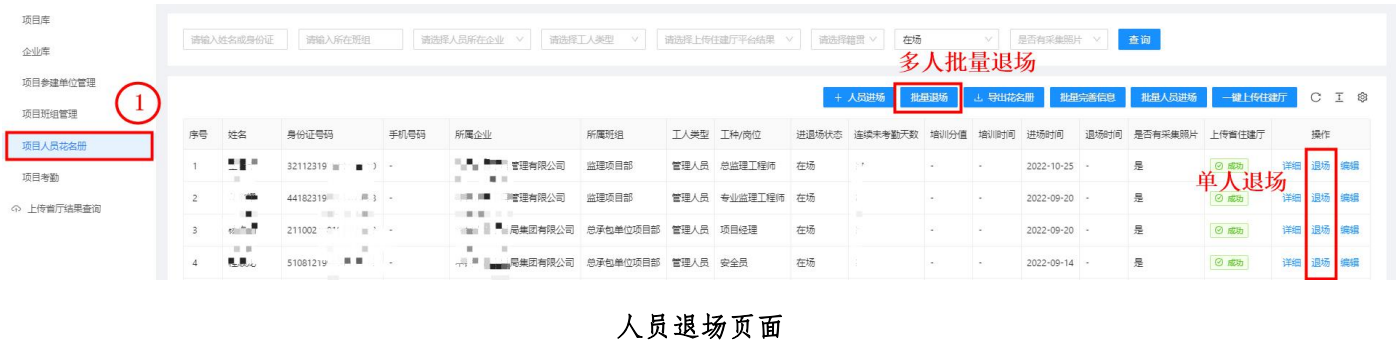 项目库
企业库
项目参建单位管理
项目班组管理
项目人员花名册
项目考勤
上传省厅结果查询
①
请输入姓名或身份证 请输入所在班组 请选择人员所在企业 请选择工人类型 请选择上传住建厅平台结果 请选择籍贯 在场 是否有采集照片 查询
多人批量退场
+ 人员进场 批量退场 导出花名册 批量完善信息 批量人员进场 一键上传住建厅
序号 姓名 身份证号码 手机号码 所属企业 所属班组 工人类型 工种/岗位 进退场状态 连续未考勤天数 培训分值 培训时间 进场时间 退场时间 是否有采集照片 上传省住建厅 操作
1 32112319 - 管理有限公司 监理项目部 管理人员 总监理工程师 在场 - - 2022-10-25 - 是 成功 详细 退场 编辑
单人退场
2 44182319 - 管理有限公司 监理项目部 管理人员 专业监理工程师 在场 - - 2022-09-20 - 是 成功 详细 退场 编辑
3 211002 - 局集团有限公司 总承包单位项目部 管理人员 项目经理 在场 - - 2022-09-20 - 是 成功 详细 退场 编辑
4 51081219 - 局集团有限公司 总承包单位项目部 管理人员 安全员 在场 - - 2022-09-14 - 是 成功 详细 退场 编辑
人员退场页面